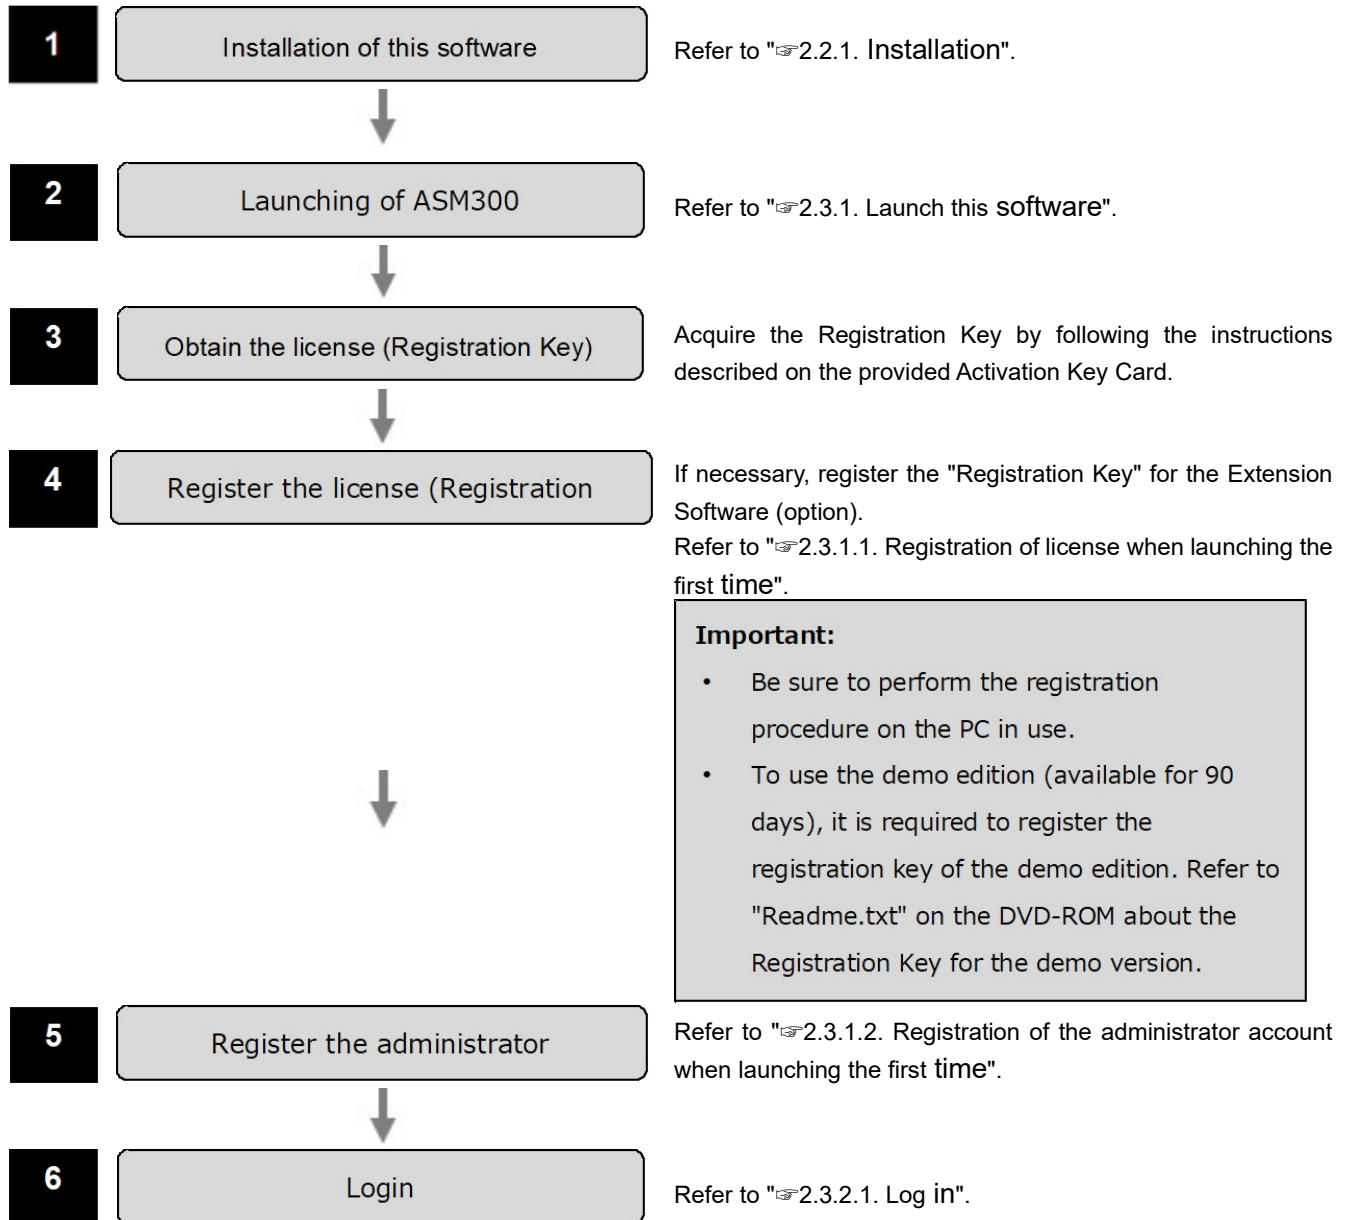 1
Installation of this software
Refer to "☞2.2.1. Installation".
2
Launching of ASM300
Refer to "☞2.3.1. Launch this software".
3
Obtain the license (Registration Key)
Acquire the Registration Key by following the instructions
described on the provided Activation Key Card.
4
Register the license (Registration
If necessary, register the "Registration Key" for the Extension
Software (option).
Refer to "☞2.3.1.1. Registration of license when launching the
first time".
Important:
• Be sure to perform the registration
procedure on the PC in use.
• To use the demo edition (available for 90
days), it is required to register the
registration key of the demo edition. Refer to
"Readme.txt" on the DVD-ROM about the
Registration Key for the demo version.
5
Register the administrator
Refer to "☞2.3.1.2. Registration of the administrator account
when launching the first time".
6
Login
Refer to "☞2.3.2.1. Log in".